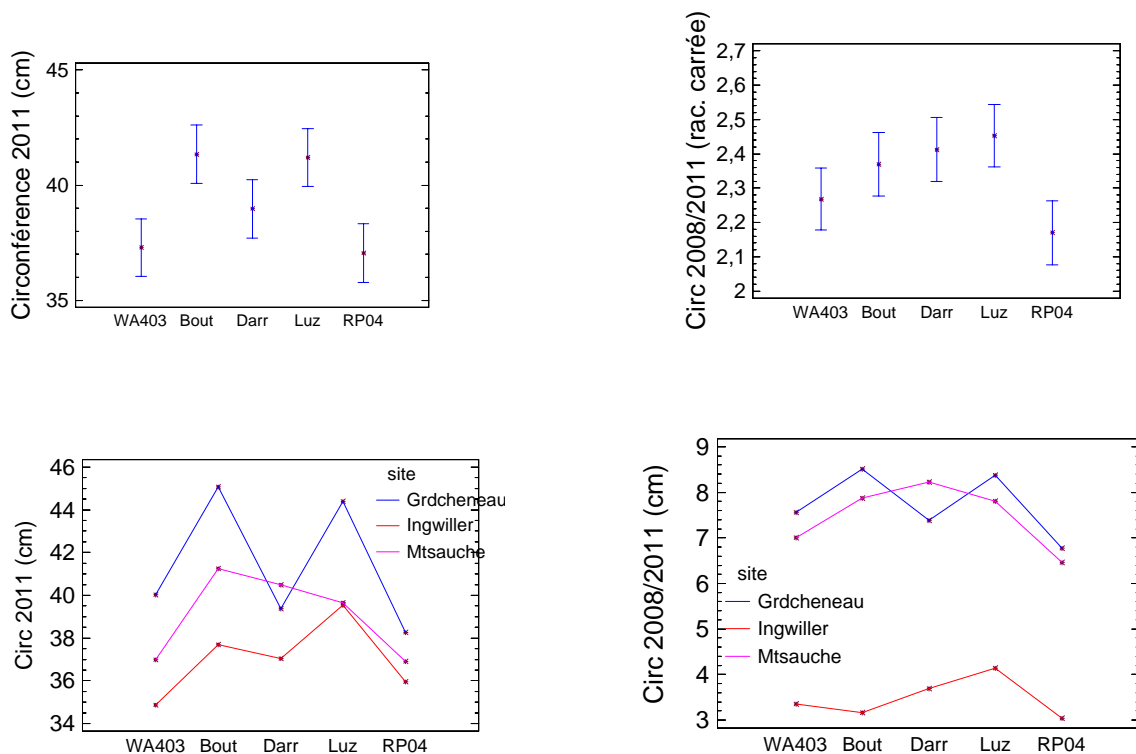 Circonférence 2011 (cm)
45
40
35
WA403 Bout Darr Luz RP04
Circ 2008/2011 (rac. carrée)
2,7
2,6
2,5
2,4
2,3
2,2
2,1
2
WA403 Bout Darr Luz RP04
Circ 2011 (cm)
46
44
42
40
38
36
34
site
Grdcheneau
Ingwiller
Mtsauche
WA403 Bout Darr Luz RP04
Circ 2008/2011 (cm)
9
8
7
6
5
4
3
site
Grdcheneau
Ingwiller
Mtsauche
WA403 Bout Darr Luz RP04